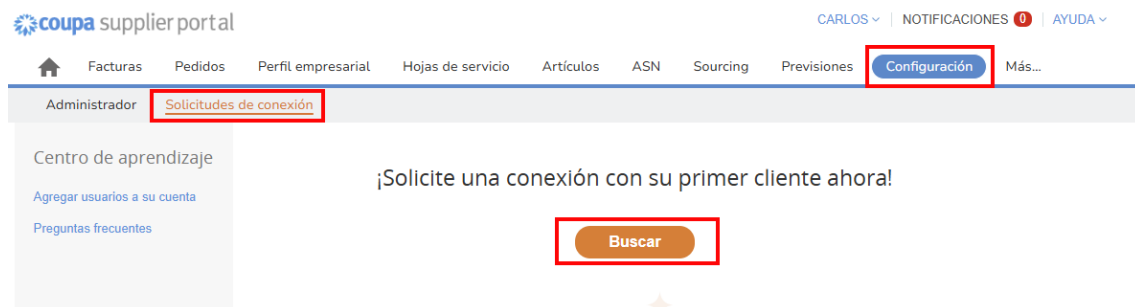 coupa supplier portal
CARLOS NOTIFICACIONES 0 AYUDA
Facturas Pedidos Perfil empresarial Hojas de servicio Artículos ASN Sourcing Previsiones Configuración Más...
Administrador Solicitudes de conexión
Centro de aprendizaje
Agregar usuarios a su cuenta
Preguntas frecuentes
¡Solicite una conexión con su primer cliente ahora!
Buscar